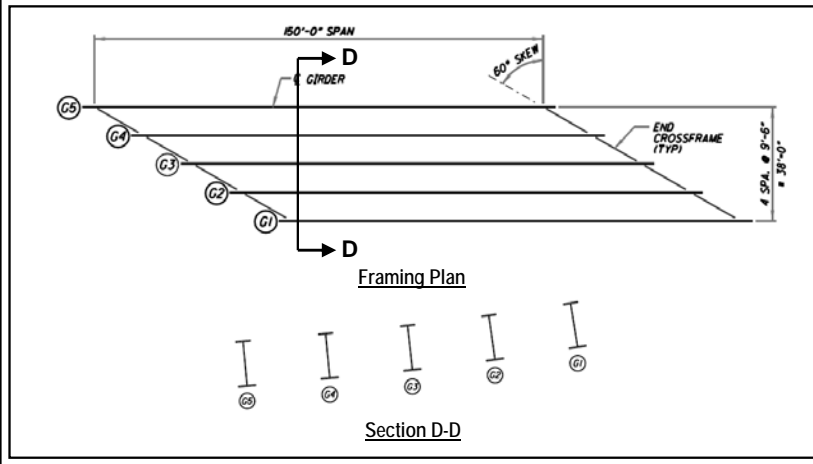 150'-0" SPAN
D
60° SKEW
℄ GIRDER
G5
G4
END
CROSSFRAME
(TYP)
4 SPA. @ 9'-6"
= 38'-0"
G3
G2
G1
D
Framing Plan
G5
G4
G3
G2
G1
Section D-D